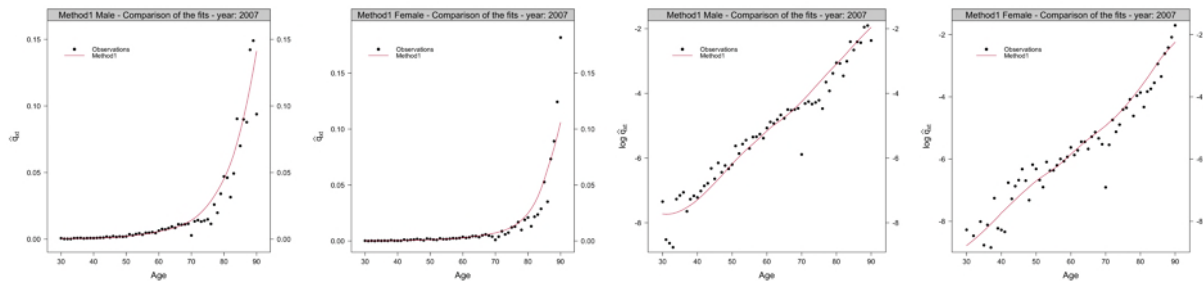 Method1 Male - Comparison of the fits - year: 2007
0.15
0.10
0.05
0.00
0.15
0.10
0.05
0.00
Observations
Method1
q̂xt
30 40 50 60 70 80 90
Age
Method1 Female - Comparison of the fits - year: 2007
0.15
0.10
0.05
0.00
0.15
0.10
0.05
0.00
Observations
Method1
q̂xt
30 40 50 60 70 80 90
Age
Method1 Male - Comparison of the fits - year: 2007
-2
-4
-6
-8
-2
-4
-6
-8
Observations
Method1
log q̂xt
30 40 50 60 70 80 90
Age
Method1 Female - Comparison of the fits - year: 2007
-2
-4
-6
-8
-2
-4
-6
-8
Observations
Method1
log q̂xt
30 40 50 60 70 80 90
Age